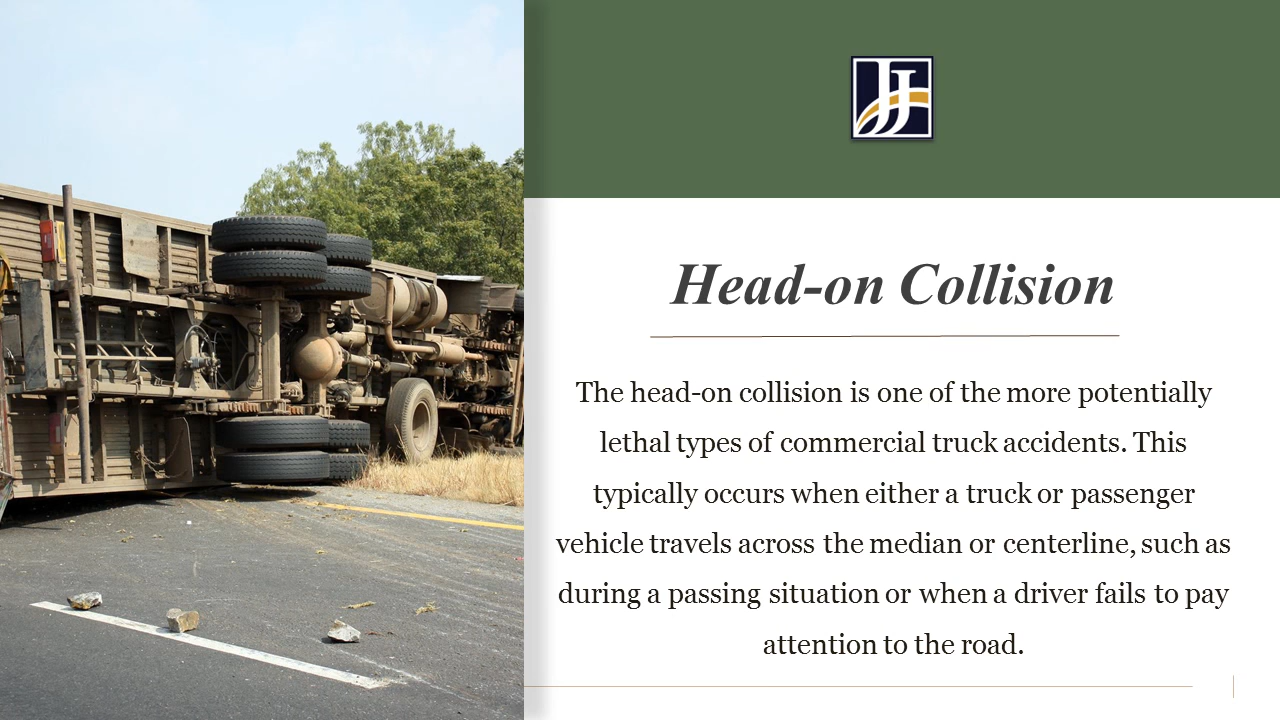 JJ
Head-on Collision
The head-on collision is one of the more potentially
lethal types of commercial truck accidents. This
typically occurs when either a truck or passenger
vehicle travels across the median or centerline, such as
during a passing situation or when a driver fails to pay
attention to the road.